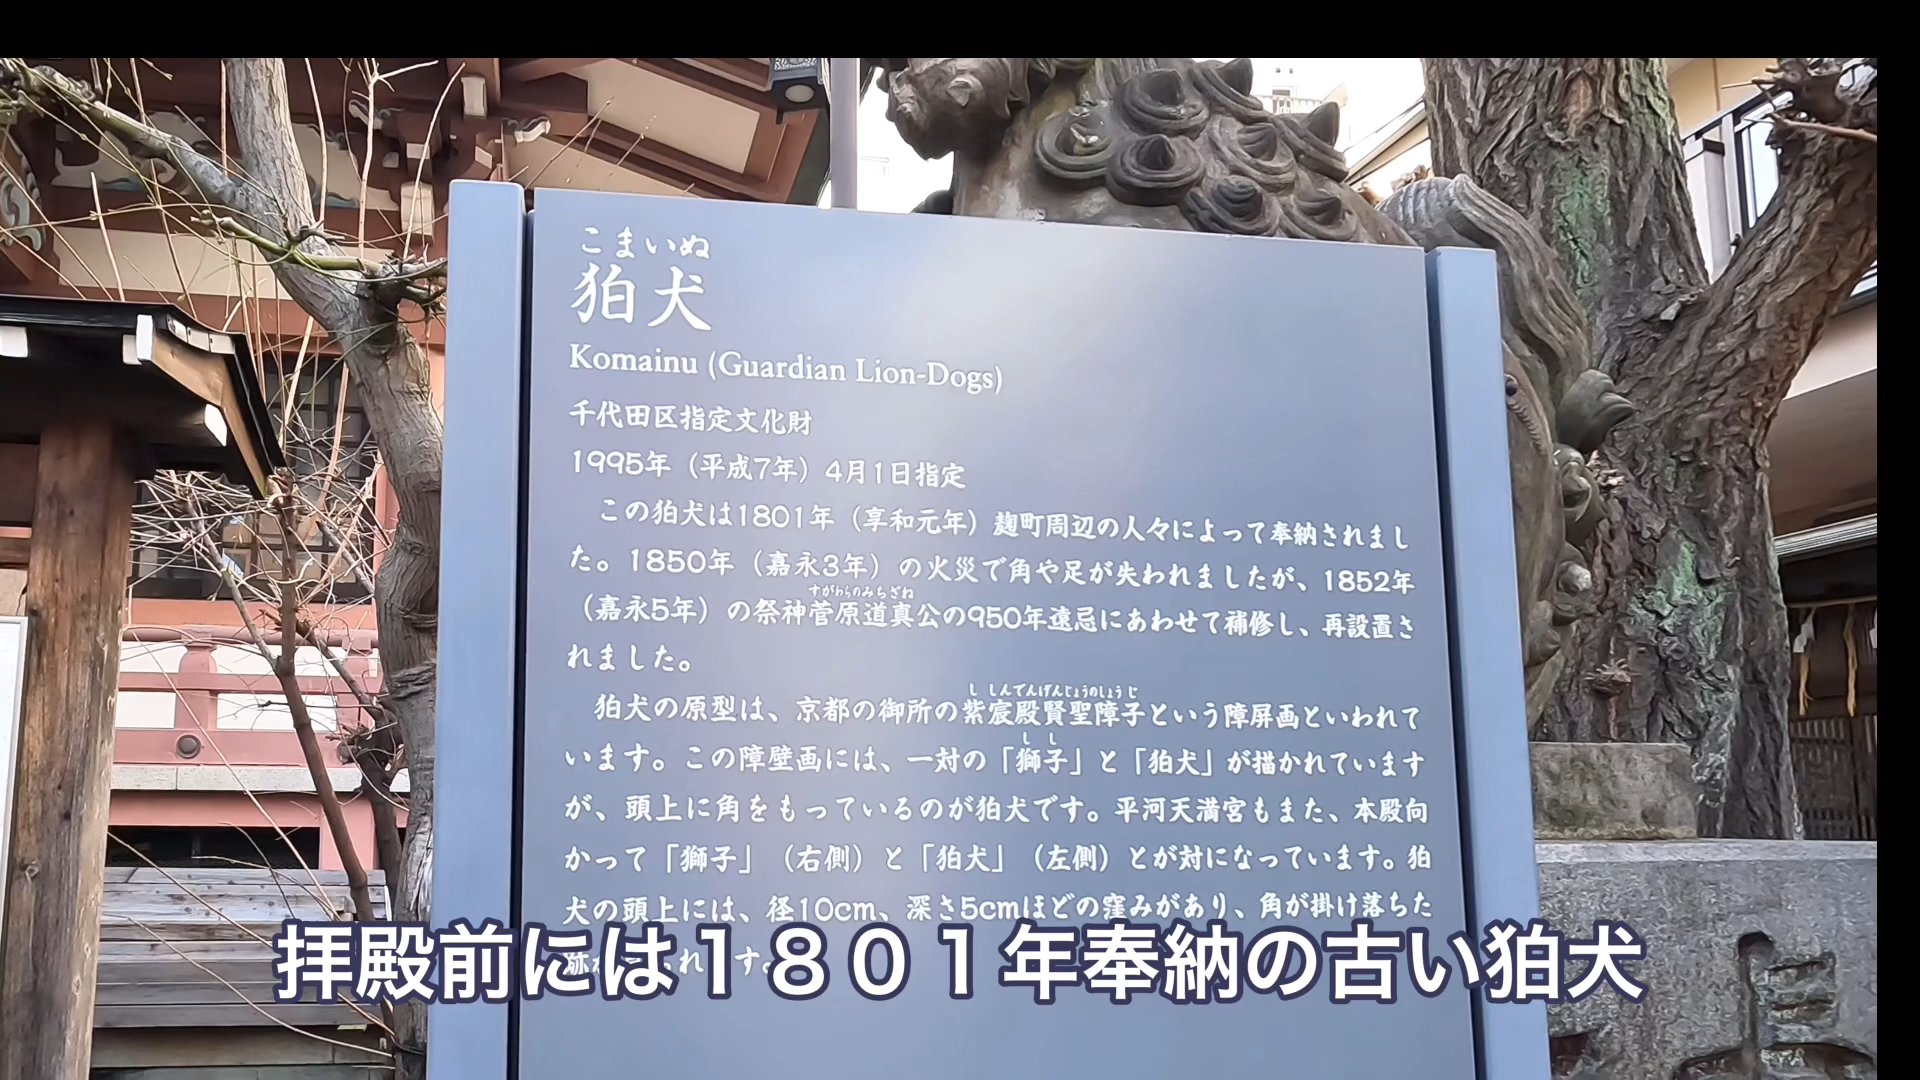 こまいぬ
狛犬
Komainu (Guardian Lion-Dogs)
千代田区指定文化財
1995年（平成7年）4月1日指定
この狛犬は1801年（享和元年）麹町周辺の人々によって奉納されまし
た。1850年（嘉永3年）の火災で角や足が失われましたが、1852年
すがわらのみちざね
（嘉永5年）の祭神菅原道真公の950年遠忌にあわせて補修し、再設置さ
れました。
ししんでんげんじょうのしょうじ
狛犬の原型は、京都の御所の紫宸殿賢聖障子という障屏画といわれて
しし
います。この障壁画には、一対の「獅子」と「狛犬」が描かれています
が、頭上に角をもっているのが狛犬です。平河天満宮もまた、本殿向
かって「獅子」（右側）と「狛犬」（左側）とが対になっています。狛
犬の頭上には、径10cm、深さ5cmほどの窪みがあり、角が掛け落ちた
拝殿前には１８０１年奉納の古い狛犬